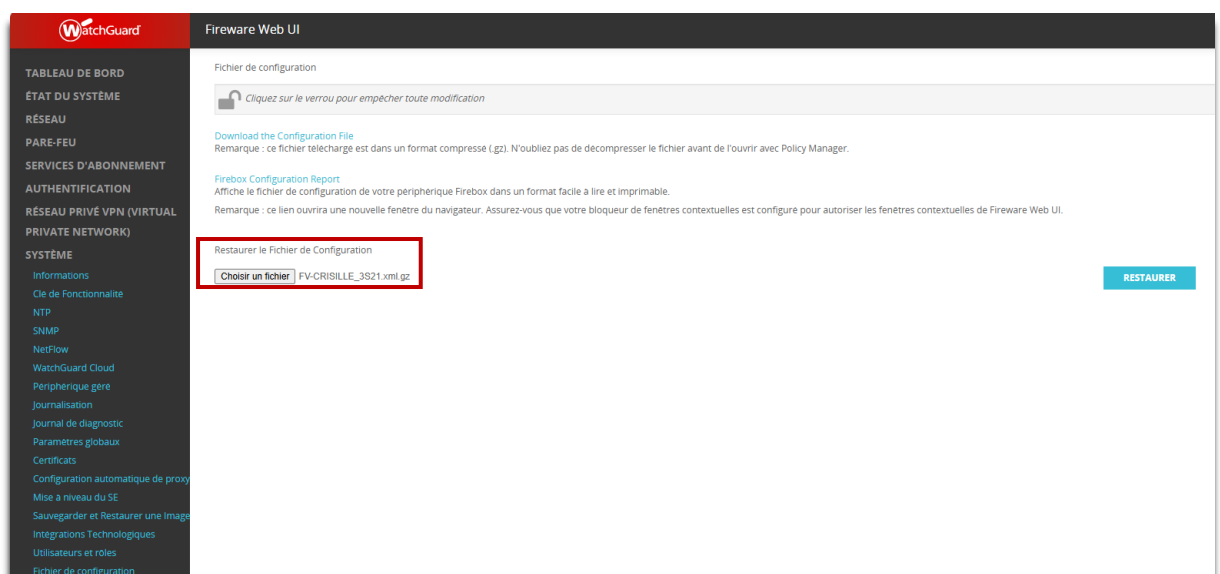 WatchGuard
Fireware Web UI
TABLEAU DE BORD
ÉTAT DU SYSTÈME
RÉSEAU
PARE-FEU
SERVICES D'ABONNEMENT
AUTHENTIFICATION
RÉSEAU PRIVÉ VPN (VIRTUAL
PRIVATE NETWORK)
SYSTÈME
Informations
Clé de Fonctionnalité
NTP
SNMP
NetFlow
WatchGuard Cloud
Périphérique géré
Journalisation
Journal de diagnostic
Paramètres globaux
Certificats
Configuration automatique de proxy
Mise à niveau du SE
Sauvegarder et Restaurer une Image
Intégrations Technologiques
Utilisateurs et rôles
Fichier de configuration
Fichier de configuration
Cliquez sur le verrou pour empêcher toute modification
Download the Configuration File
Remarque : ce fichier téléchargé est dans un format compressé (.gz). N'oubliez pas de décompresser le fichier avant de l'ouvrir avec Policy Manager.
Firebox Configuration Report
Affiche le fichier de configuration de votre périphérique Firebox dans un format facile à lire et imprimable.
Remarque : ce lien ouvrira une nouvelle fenêtre du navigateur. Assurez-vous que votre bloqueur de fenêtres contextuelles est configuré pour autoriser les fenêtres contextuelles de Fireware Web UI.
Restaurer le Fichier de Configuration
Choisir un fichier FV-CRISILLE_3S21.xml.gz
RESTAURER